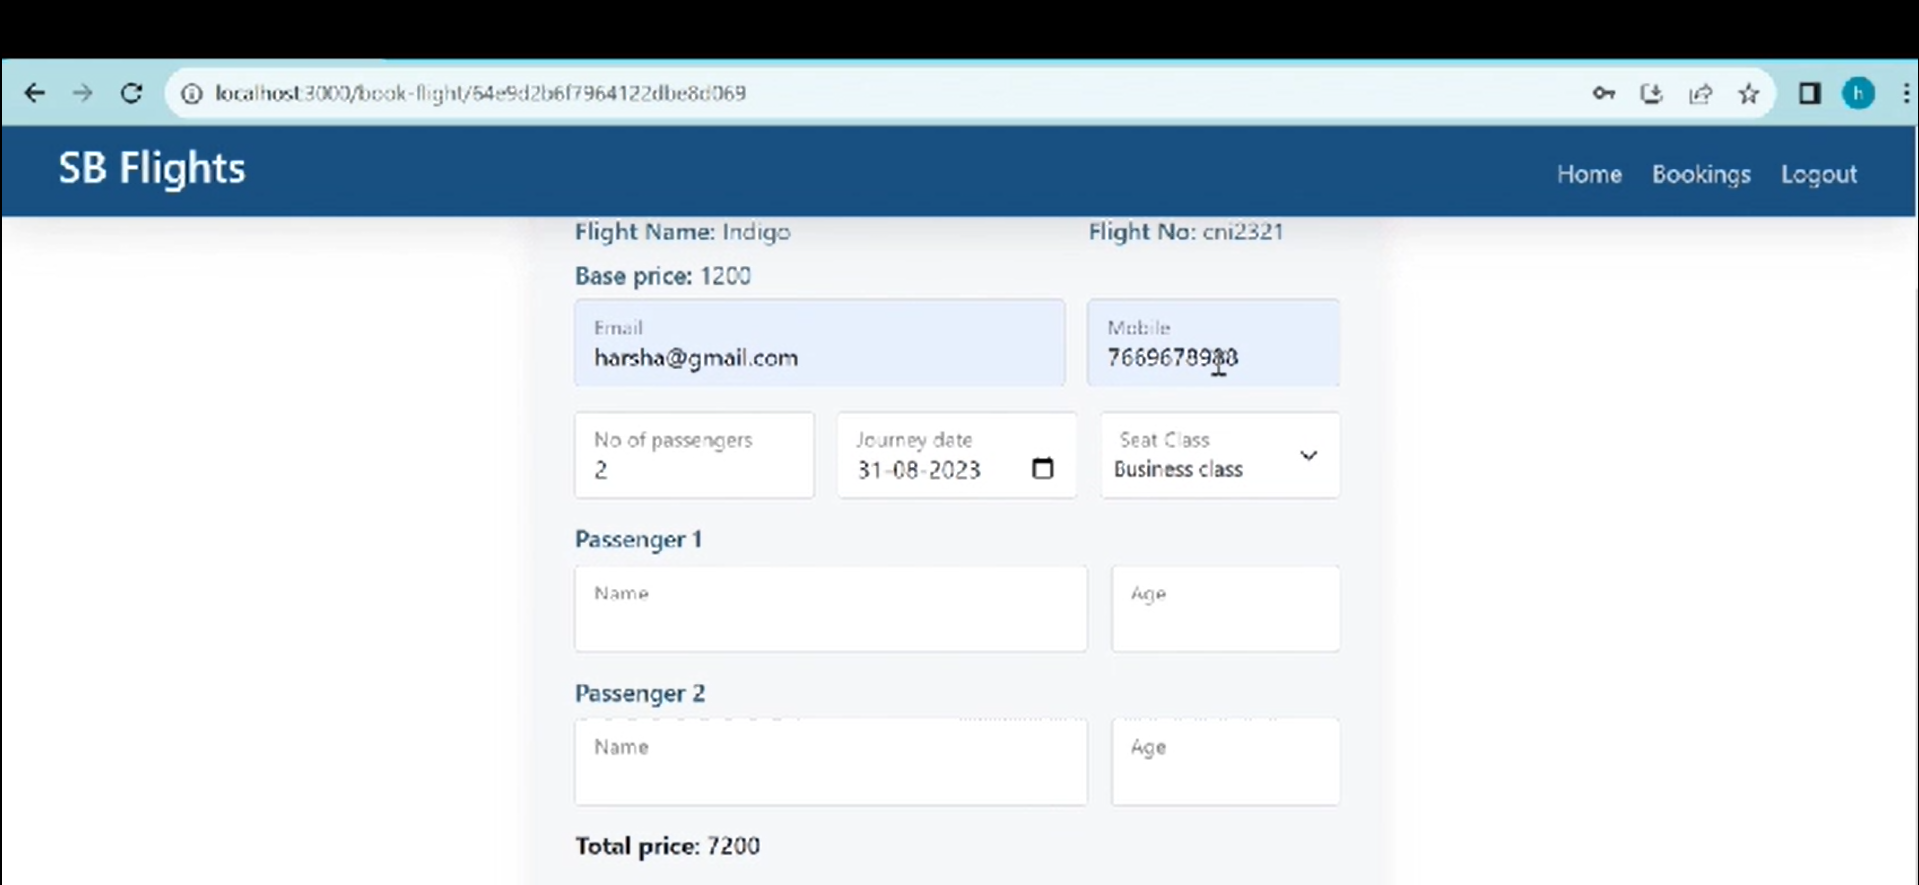 localhost:3000/book-flight/64e9d2b6f7964122dbe8d069
h
SB Flights
Home Bookings Logout
Flight Name: Indigo Flight No: cni2321
Base price: 1200
Email Mobile
harsha@gmail.com 7669678988
No of passengers Journey date Seat Class
2 31-08-2023 Business class
Passenger 1
Name Age
Passenger 2
Name Age
Total price: 7200